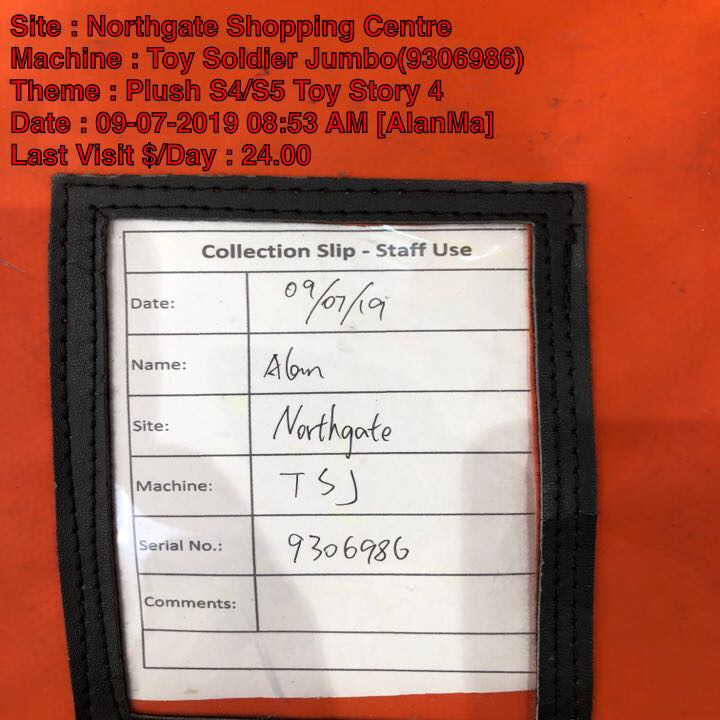 Site : Northgate Shopping Centre
Machine : Toy Soldier Jumbo(9306986)
Theme : Plush S4/S5 Toy Story 4
Date : 09-07-2019 08:53 AM [AlanMa]
Last Visit $/Day : 24.00
Collection Slip - Staff Use
Date: 09/07/19
Name: Alan
Site: Northgate
Machine: TSJ
Serial No.: 9306986
Comments: